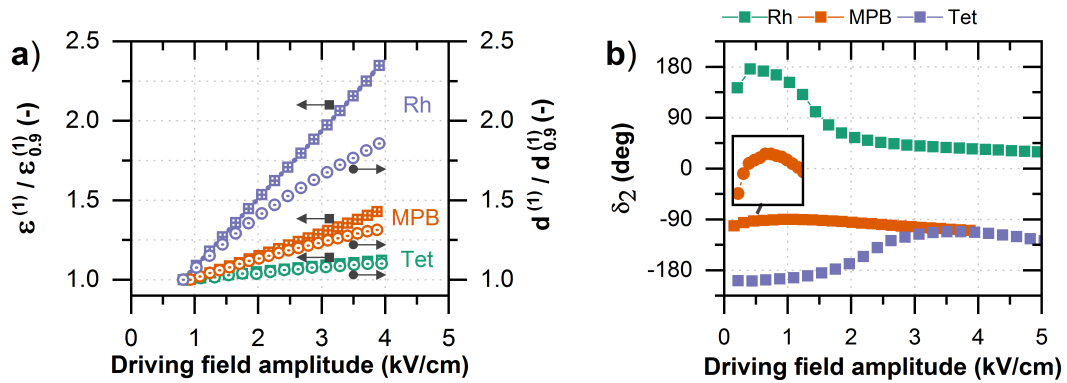 a)
ε (1) / ε (1) 0.9 (-)
2.5
2.0
1.5
1.0
0 1 2 3 4 5
Driving field amplitude (kV/cm)
Rh
MPB
Tet
2.5
2.0
1.5
1.0
d (1) / d (1) 0.9 (-)
Rh MPB Tet
b)
δ2 (deg)
180
90
0
-90
-180
0 1 2 3 4 5
Driving field amplitude (kV/cm)